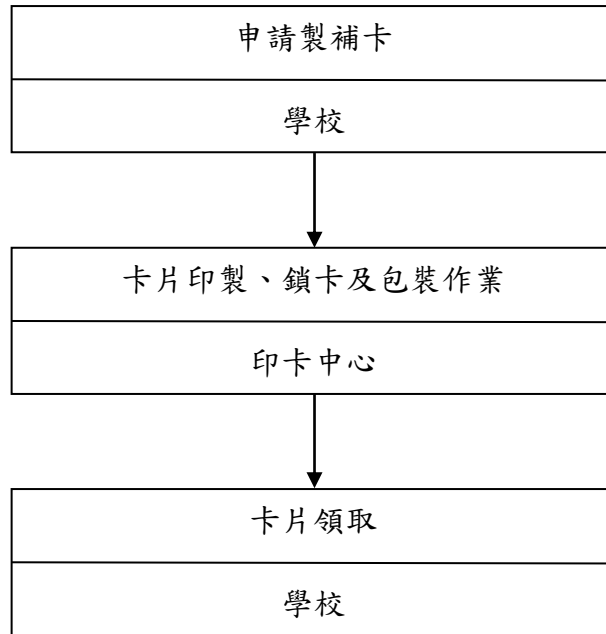 申請製補卡
學校
卡片印製、鎖卡及包裝作業
印卡中心
卡片領取
學校